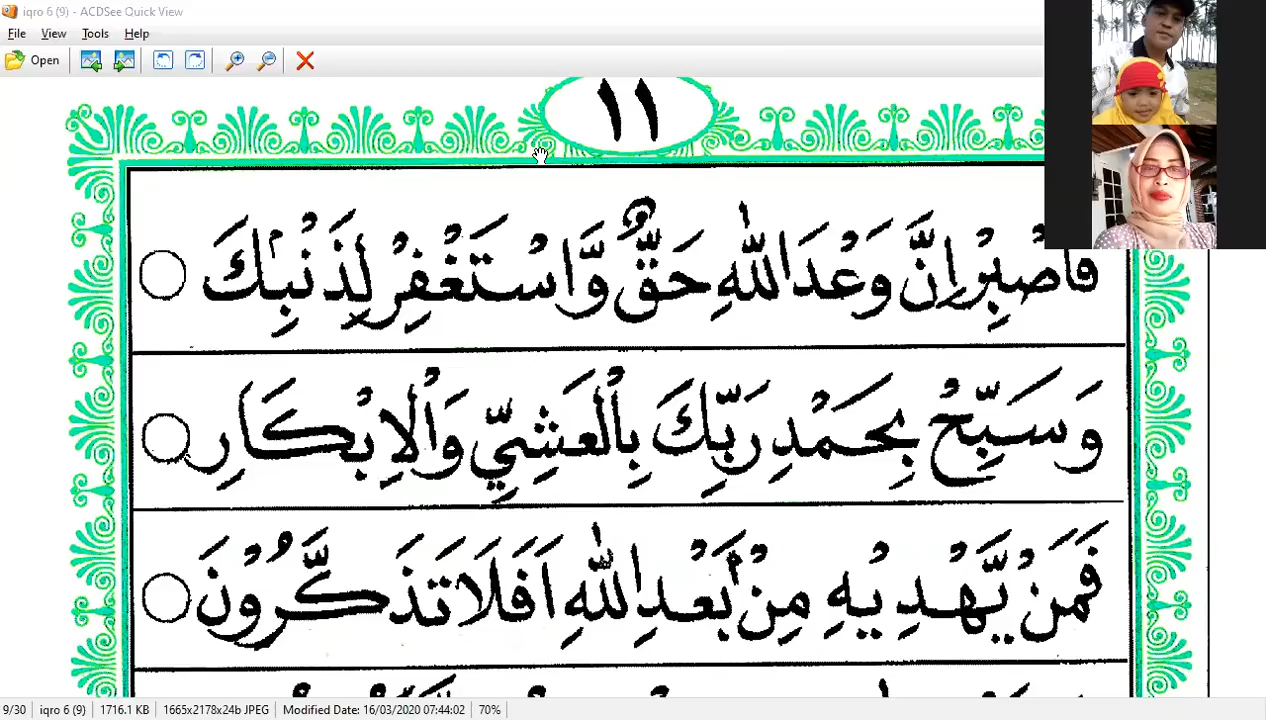 iqro 6 (9) - ACDSee Quick View
File View Tools Help
Open
١١
فَاصْبِرْ اِنَّ وَعْدَ اللّٰهِ حَقٌّ وَّاسْتَغْفِرْ لِذَنْۢبِكَ
وَسَبِّحْ بِحَمْدِ رَبِّكَ بِالْعَشِيِّ وَالْاِبْكَارِ
فَمَنْ يَّهْدِيْهِ مِنْۢ بَعْدِ اللّٰهِ اَفَلَا تَذَكَّرُوْنَ
9/30 iqro 6 (9) 1716.1 KB 1665x2178x24b JPEG Modified Date: 16/03/2020 07:44:02 70%